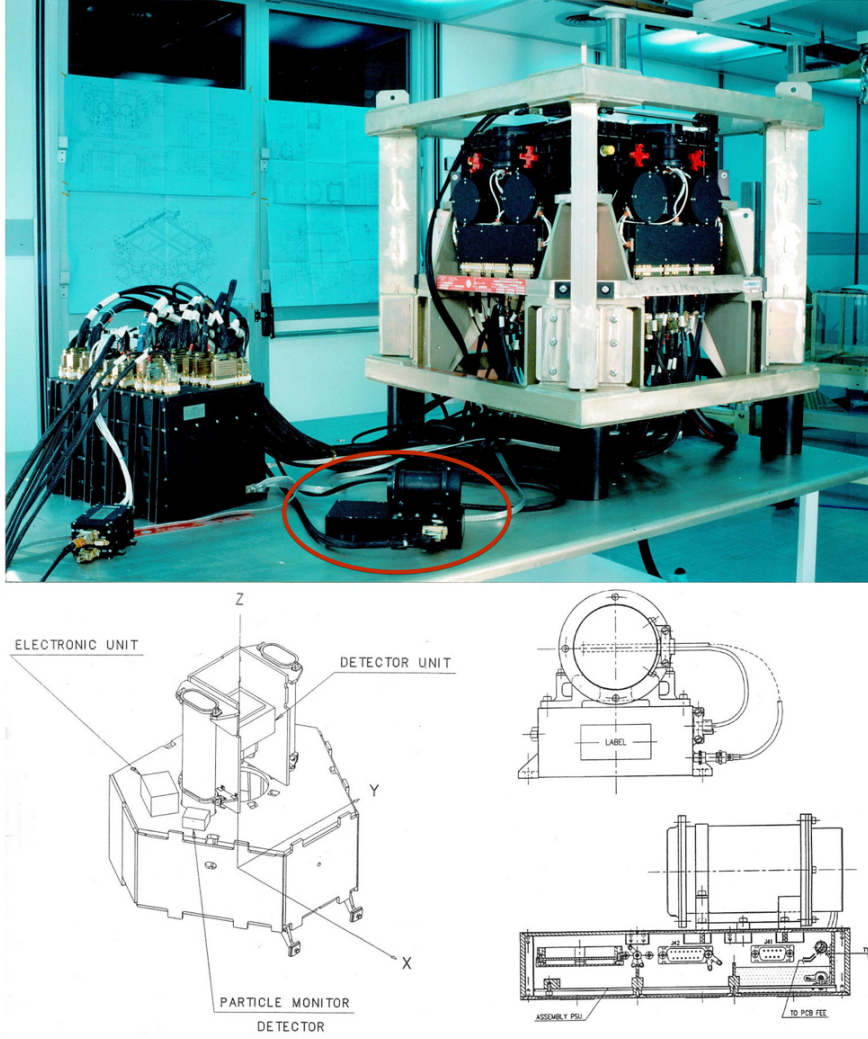 Z
ELECTRONIC UNIT
DETECTOR UNIT
Y
X
PARTICLE MONITOR
DETECTOR
LABEL
J42
J41
ASSEMBLY PSU
TO PCB FEE